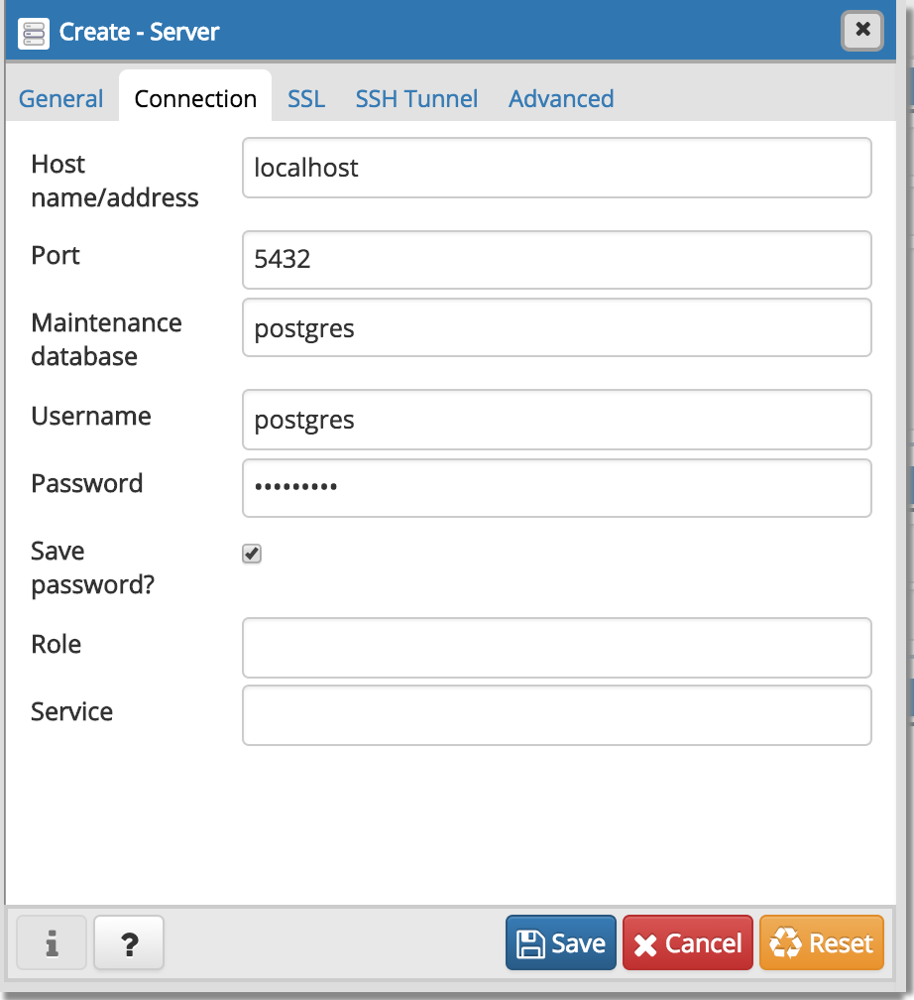 Create - Server
General Connection SSL SSH Tunnel Advanced
Host
name/address
localhost
Port
5432
Maintenance
database
postgres
Username
postgres
Password
•••••••••
Save
password?
Role
Service
i ? Save Cancel Reset